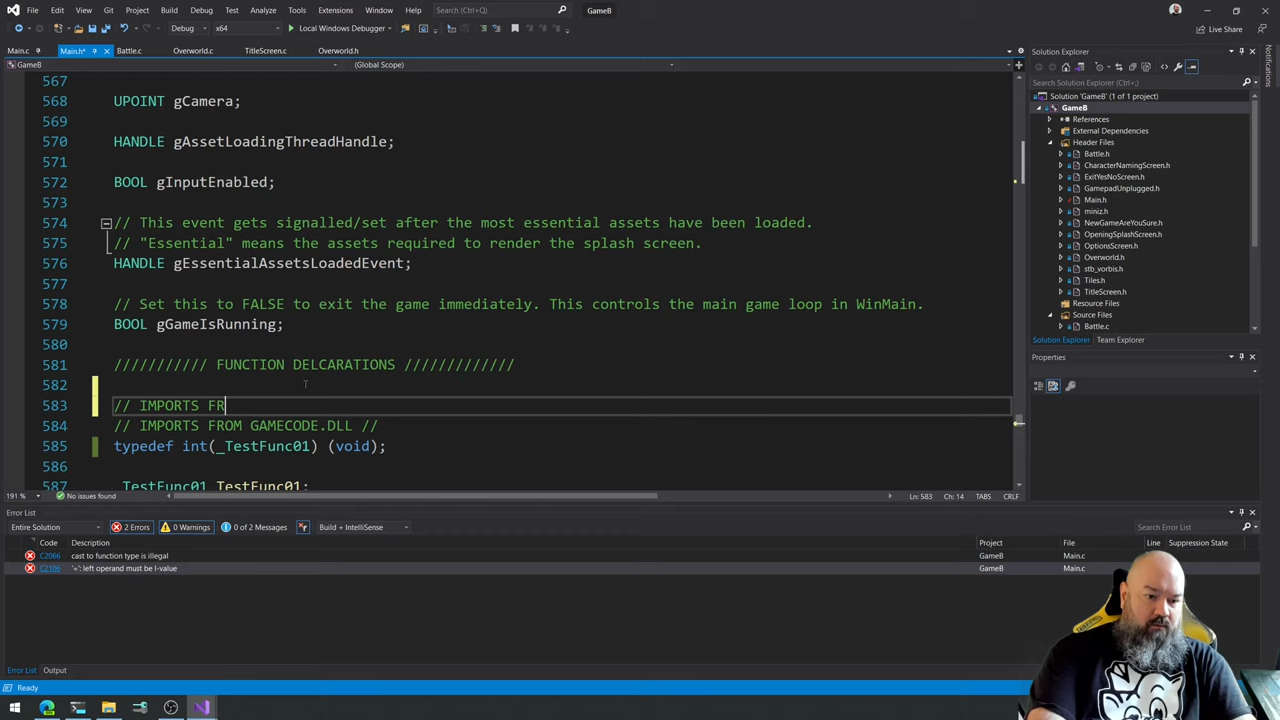 File Edit View Git Project Build Debug Test Analyze Tools Extensions Window Help Search (Ctrl+Q) GameB
Debug x64 Local Windows Debugger Live Share
Main.c Main.h* Battle.c Overworld.c TitleScreen.c Overworld.h
GameB (Global Scope)
567
568 UPOINT gCamera;
569
570 HANDLE gAssetLoadingThreadHandle;
571
572 BOOL gInputEnabled;
573
574 // This event gets signalled/set after the most essential assets have been loaded.
575 // "Essential" means the assets required to render the splash screen.
576 HANDLE gEssentialAssetsLoadedEvent;
577
578 // Set this to FALSE to exit the game immediately. This controls the main game loop in WinMain.
579 BOOL gGameIsRunning;
580
581 /////////// FUNCTION DELCARATIONS /////////////
582
583 // IMPORTS FR
584 // IMPORTS FROM GAMECODE.DLL //
585 typedef int(_TestFunc01) (void);
586
587 _TestFunc01 TestFunc01;
191 % No issues found Ln: 583 Ch: 14 TABS CRLF
Solution Explorer
Search Solution Explorer (Ctrl+;)
Solution 'GameB' (1 of 1 project)
GameB
References
External Dependencies
Header Files
Battle.h
CharacterNamingScreen.h
ExitYesNoScreen.h
GamepadUnplugged.h
Main.h
miniz.h
NewGameAreYouSure.h
OpeningSplashScreen.h
OptionsScreen.h
Overworld.h
stb_vorbis.h
Tiles.h
TitleScreen.h
Resource Files
Source Files
Battle.c
Solution Explorer Team Explorer
Properties
Notifications
Error List
Entire Solution 2 Errors 0 Warnings 0 of 2 Messages Build + IntelliSense Search Error List
Code Description Project File Line Suppression State
C2066 cast to function type is illegal GameB Main.c
C2106 '=': left operand must be l-value GameB Main.c
Error List Output
Ready